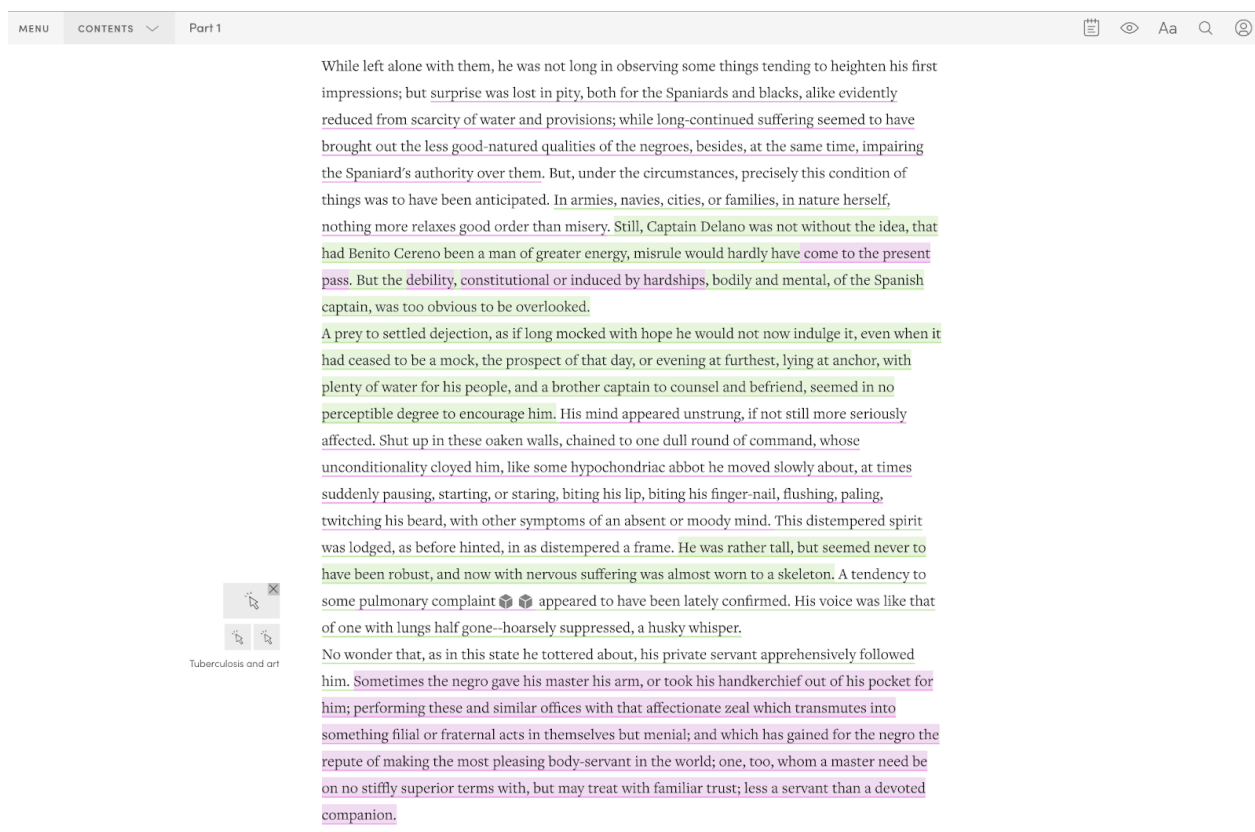 MENU
CONTENTS
Part 1
Aa
While left alone with them, he was not long in observing some things tending to heighten his first
impressions; but surprise was lost in pity, both for the Spaniards and blacks, alike evidently
reduced from scarcity of water and provisions; while long-continued suffering seemed to have
brought out the less good-natured qualities of the negroes, besides, at the same time, impairing
the Spaniard's authority over them. But, under the circumstances, precisely this condition of
things was to have been anticipated. In armies, navies, cities, or families, in nature herself,
nothing more relaxes good order than misery. Still, Captain Delano was not without the idea, that
had Benito Cereno been a man of greater energy, misrule would hardly have come to the present
pass. But the debility, constitutional or induced by hardships, bodily and mental, of the Spanish
captain, was too obvious to be overlooked.
A prey to settled dejection, as if long mocked with hope he would not now indulge it, even when it
had ceased to be a mock, the prospect of that day, or evening at furthest, lying at anchor, with
plenty of water for his people, and a brother captain to counsel and befriend, seemed in no
perceptible degree to encourage him. His mind appeared unstrung, if not still more seriously
affected. Shut up in these oaken walls, chained to one dull round of command, whose
unconditionality cloyed him, like some hypochondriac abbot he moved slowly about, at times
suddenly pausing, starting, or staring, biting his lip, biting his finger-nail, flushing, paling,
twitching his beard, with other symptoms of an absent or moody mind. This distempered spirit
was lodged, as before hinted, in as distempered a frame. He was rather tall, but seemed never to
have been robust, and now with nervous suffering was almost worn to a skeleton. A tendency to
some pulmonary complaint appeared to have been lately confirmed. His voice was like that
of one with lungs half gone--hoarsely suppressed, a husky whisper.
Tuberculosis and art
No wonder that, as in this state he tottered about, his private servant apprehensively followed
him. Sometimes the negro gave his master his arm, or took his handkerchief out of his pocket for
him; performing these and similar offices with that affectionate zeal which transmutes into
something filial or fraternal acts in themselves but menial; and which has gained for the negro the
repute of making the most pleasing body-servant in the world; one, too, whom a master need be
on no stiffly superior terms with, but may treat with familiar trust; less a servant than a devoted
companion.